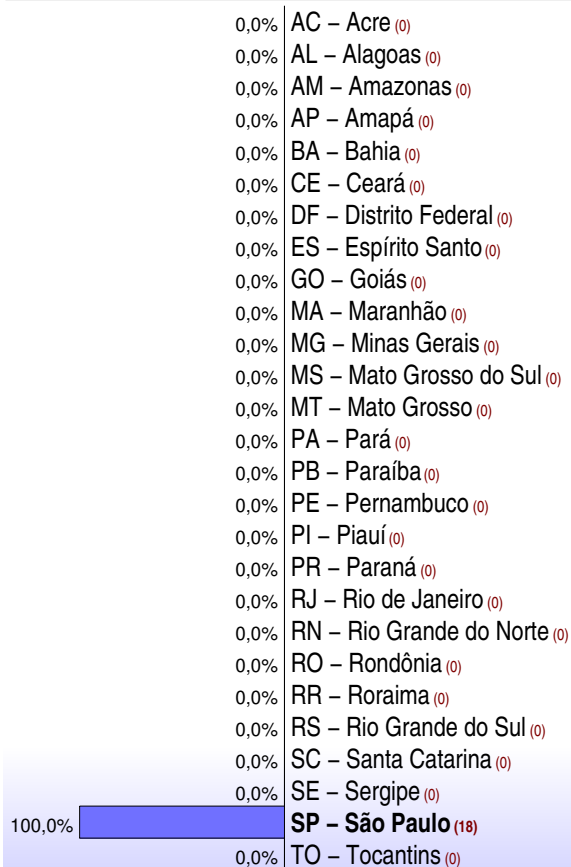 0,0% AC – Acre (0)
0,0% AL – Alagoas (0)
0,0% AM – Amazonas (0)
0,0% AP – Amapá (0)
0,0% BA – Bahia (0)
0,0% CE – Ceará (0)
0,0% DF – Distrito Federal (0)
0,0% ES – Espírito Santo (0)
0,0% GO – Goiás (0)
0,0% MA – Maranhão (0)
0,0% MG – Minas Gerais (0)
0,0% MS – Mato Grosso do Sul (0)
0,0% MT – Mato Grosso (0)
0,0% PA – Pará (0)
0,0% PB – Paraíba (0)
0,0% PE – Pernambuco (0)
0,0% PI – Piauí (0)
0,0% PR – Paraná (0)
0,0% RJ – Rio de Janeiro (0)
0,0% RN – Rio Grande do Norte (0)
0,0% RO – Rondônia (0)
0,0% RR – Roraima (0)
0,0% RS – Rio Grande do Sul (0)
0,0% SC – Santa Catarina (0)
0,0% SE – Sergipe (0)
100,0% SP – São Paulo (18)
0,0% TO – Tocantins (0)